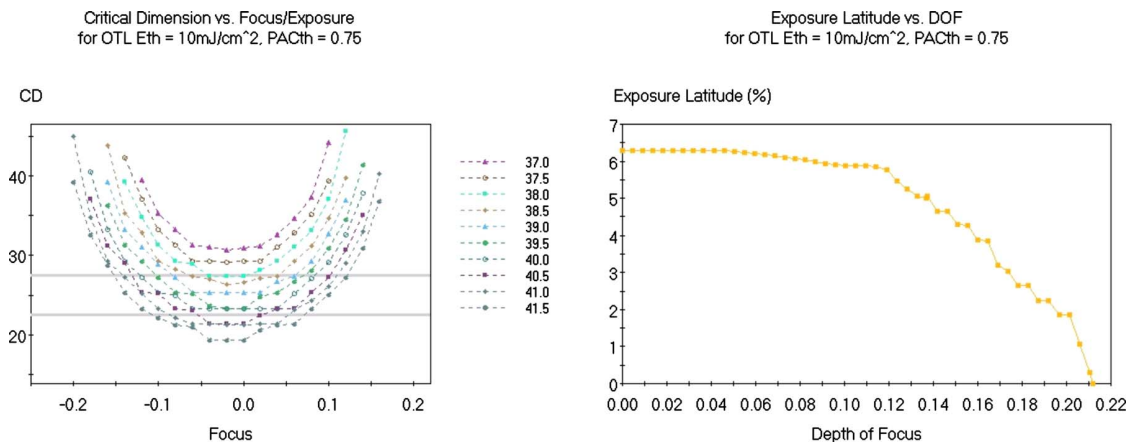 Critical Dimension vs. Focus/Exposure
for OTL Eth = 10mJ/cm^2, PACth = 0.75
CD
40
30
20
-0.2 -0.1 0.0 0.1 0.2
Focus
37.0
37.5
38.0
38.5
39.0
39.5
40.0
40.5
41.0
41.5
Exposure Latitude vs. DOF
for OTL Eth = 10mJ/cm^2, PACth = 0.75
Exposure Latitude (%)
7
6
5
4
3
2
1
0
0.00 0.02 0.04 0.06 0.08 0.10 0.12 0.14 0.16 0.18 0.20 0.22
Depth of Focus